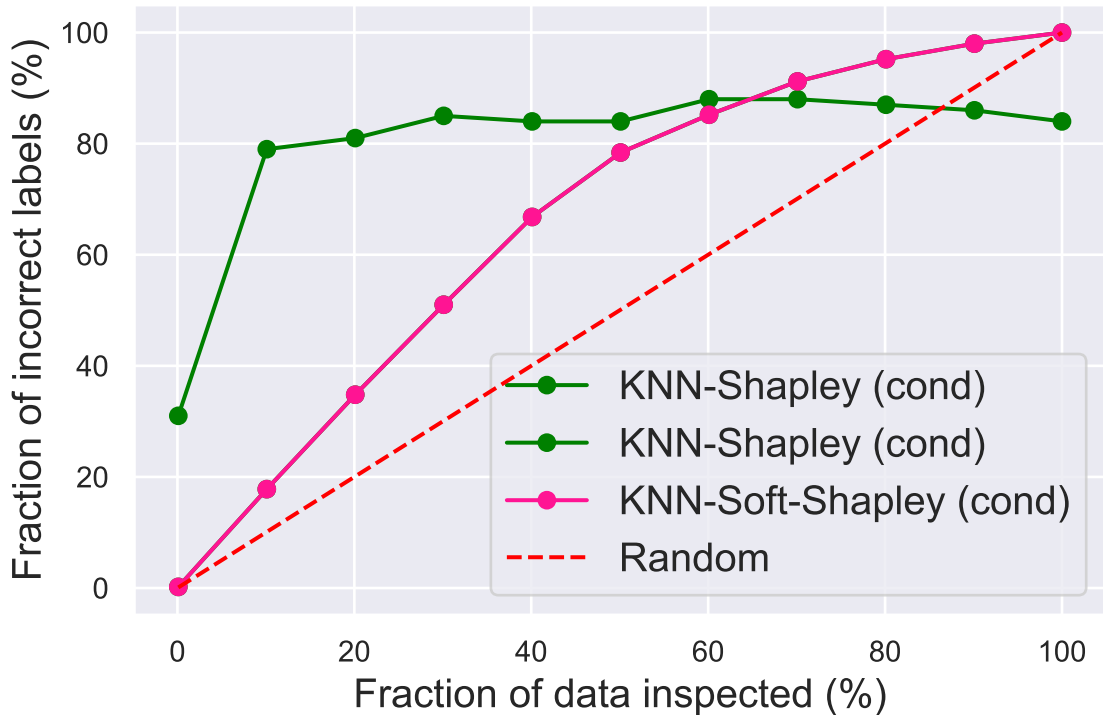 Fraction of incorrect labels (%)
100
80
60
40
20
0
KNN-Shapley (cond)
KNN-Shapley (cond)
KNN-Soft-Shapley (cond)
Random
0 20 40 60 80 100
Fraction of data inspected (%)